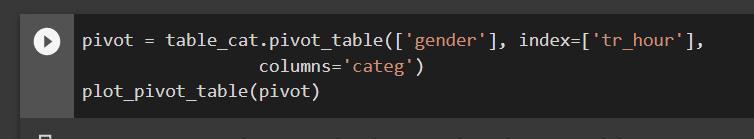 pivot = table_cat.pivot_table(['gender'], index=['tr_hour'],
columns='categ')
plot_pivot_table(pivot)